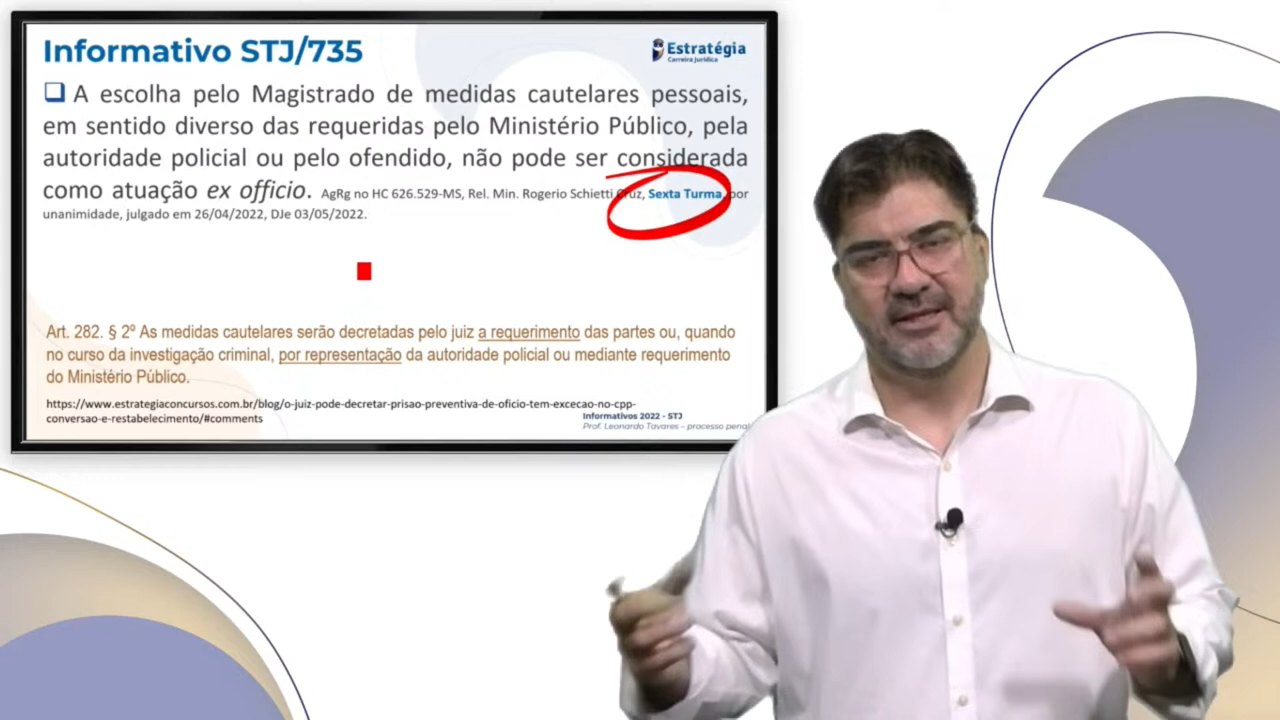 Informativo STJ/735
Estratégia
Carreira Jurídica
A escolha pelo Magistrado de medidas cautelares pessoais,
em sentido diverso das requeridas pelo Ministério Público, pela
autoridade policial ou pelo ofendido, não pode ser considerada
como atuação ex officio. AgRg no HC 626.529-MS, Rel. Min. Rogerio Schietti Cruz, Sexta Turma, por
unanimidade, julgado em 26/04/2022, DJe 03/05/2022.
Art. 282. § 2º As medidas cautelares serão decretadas pelo juiz a requerimento das partes ou, quando
no curso da investigação criminal, por representação da autoridade policial ou mediante requerimento
do Ministério Público.
https://www.estrategiaconcursos.com.br/blog/o-juiz-pode-decretar-prisao-preventiva-de-oficio-tem-excecao-no-cpp-
conversao-e-restabelecimento/#comments
Informativos 2022 - STJ
Prof. Leonardo Tavares – processo penal